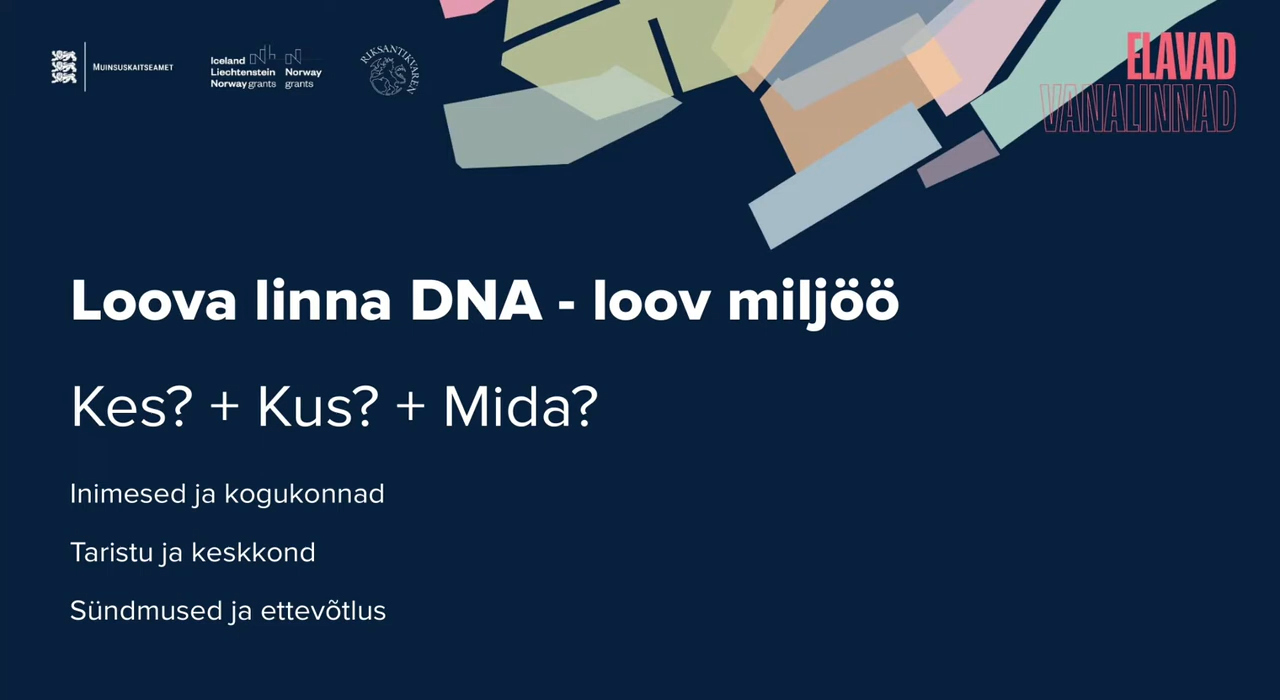 MUINSUSKAITSEAMET
Iceland
Liechtenstein
Norway grants
Norway
grants
RIKSANTIKVAREN
ELAVAD
VANALINNAD
Loova linna DNA - loov miljöö
Kes? + Kus? + Mida?
Inimesed ja kogukonnad
Taristu ja keskkond
Sündmused ja ettevõtlus